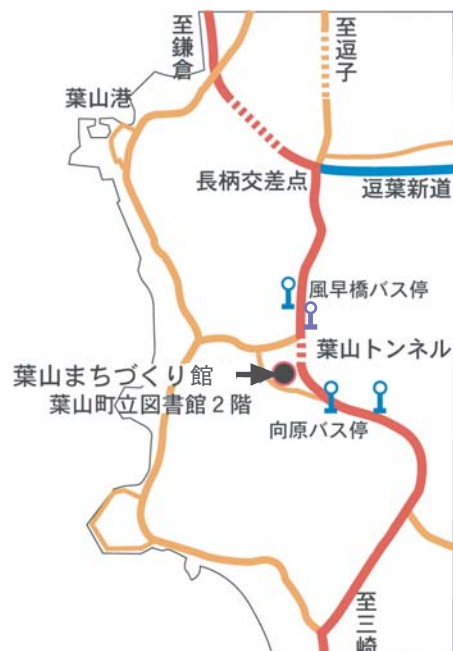 至鎌倉
至逗子
葉山港
長柄交差点
逗葉新道
風早橋バス停
葉山トンネル
葉山まちづくり館
葉山町立図書館2階
向原バス停
至三崎